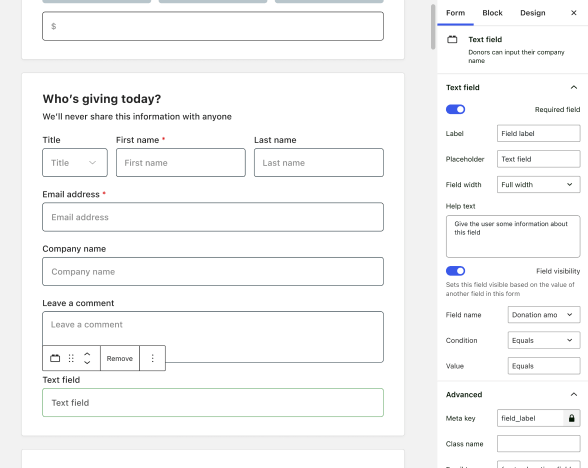 $
Who's giving today?
We'll never share this information with anyone
Title
First name *
Last name
Title
First name
Last name
Email address *
Email address
Company name
Company name
Leave a comment
Leave a comment
Remove
Text field
Text field
Form
Block
Design
Text field
Donors can input their company
name
Text field
Required field
Label
Field label
Placeholder
Text field
Field width
Full width
Help text
Give the user some information about
this field
Field visibility
Sets this field visible based on the value of
another field in this form
Field name
Donation amo
Condition
Equals
Value
Equals
Advanced
Meta key
field_label
Class name